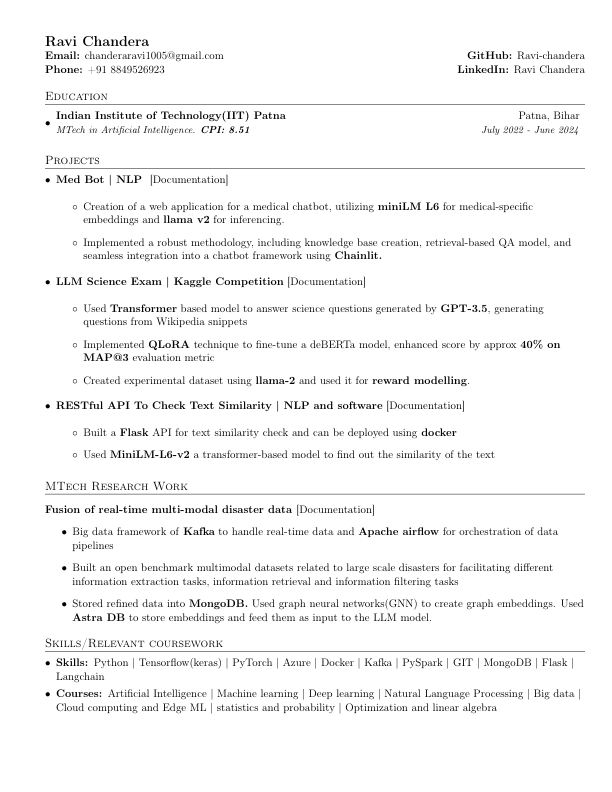 Ravi Chandera
Email: chanderaravi1005@gmail.com GitHub: Ravi-chandera
Phone: +91 8849526923 LinkedIn: Ravi Chandera
Education
• Indian Institute of Technology(IIT) Patna Patna, Bihar
MTech in Artificial Intelligence. CPI: 8.51 July 2022 - June 2024
Projects
• Med Bot | NLP [Documentation]
◦ Creation of a web application for a medical chatbot, utilizing miniLM L6 for medical-specific
embeddings and llama v2 for inferencing.
◦ Implemented a robust methodology, including knowledge base creation, retrieval-based QA model, and
seamless integration into a chatbot framework using Chainlit.
• LLM Science Exam | Kaggle Competition [Documentation]
◦ Used Transformer based model to answer science questions generated by GPT-3.5, generating
questions from Wikipedia snippets
◦ Implemented QLoRA technique to fine-tune a deBERTa model, enhanced score by approx 40% on
MAP@3 evaluation metric
◦ Created experimental dataset using llama-2 and used it for reward modelling.
• RESTful API To Check Text Similarity | NLP and software [Documentation]
◦ Built a Flask API for text similarity check and can be deployed using docker
◦ Used MiniLM-L6-v2 a transformer-based model to find out the similarity of the text
MTech Research Work
Fusion of real-time multi-modal disaster data [Documentation]
• Big data framework of Kafka to handle real-time data and Apache airflow for orchestration of data
pipelines
• Built an open benchmark multimodal datasets related to large scale disasters for facilitating different
information extraction tasks, information retrieval and information filtering tasks
• Stored refined data into MongoDB. Used graph neural networks(GNN) to create graph embeddings. Used
Astra DB to store embeddings and feed them as input to the LLM model.
Skills/Relevant coursework
• Skills: Python | Tensorflow(keras) | PyTorch | Azure | Docker | Kafka | PySpark | GIT | MongoDB | Flask |
Langchain
• Courses: Artificial Intelligence | Machine learning | Deep learning | Natural Language Processing | Big data |
Cloud computing and Edge ML | statistics and probability | Optimization and linear algebra